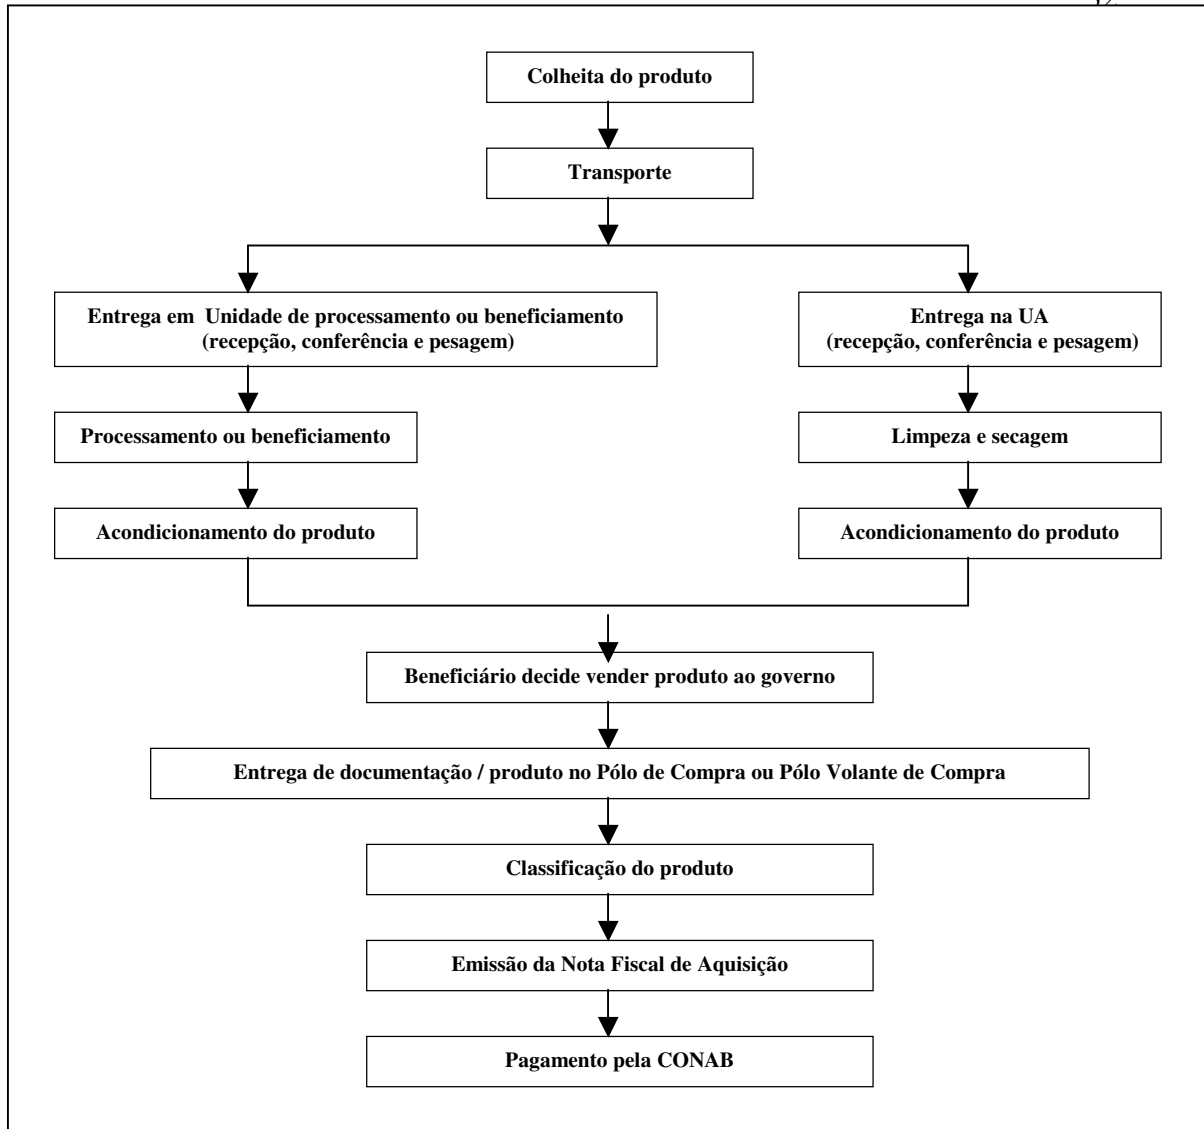 Colheita do produto
Transporte
Entrega em Unidade de processamento ou beneficiamento
(recepção, conferência e pesagem)
Entrega na UA
(recepção, conferência e pesagem)
Processamento ou beneficiamento
Limpeza e secagem
Acondicionamento do produto
Acondicionamento do produto
Beneficiário decide vender produto ao governo
Entrega de documentação / produto no Pólo de Compra ou Pólo Volante de Compra
Classificação do produto
Emissão da Nota Fiscal de Aquisição
Pagamento pela CONAB